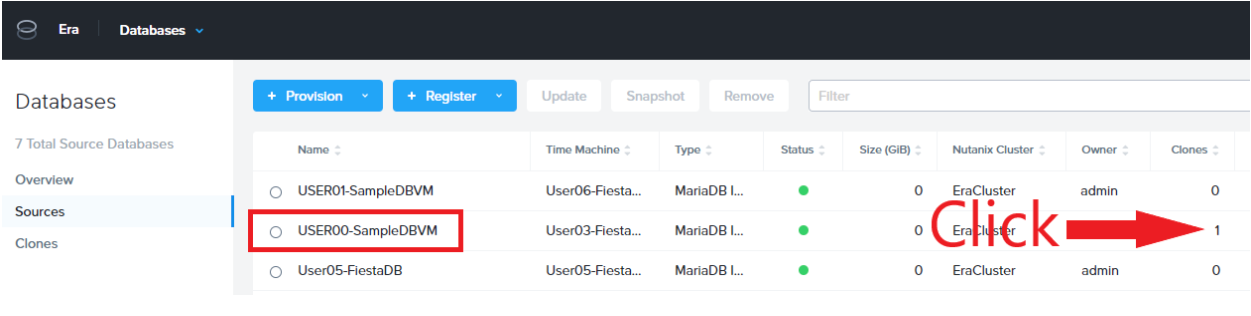 Era Databases
Databases
7 Total Source Databases
Overview
Sources
Clones
+ Provision + Register Update Snapshot Remove Filter
Name Time Machine Type Status Size (GiB) Nutanix Cluster Owner Clones
USER01-SampleDBVM User06-Fiesta... MariaDB I... 0 EraCluster admin 0
USER00-SampleDBVM User03-Fiesta... MariaDB I... 0 EraCluster 1
Click
User05-FiestaDB User05-Fiesta... MariaDB I... 0 EraCluster admin 0